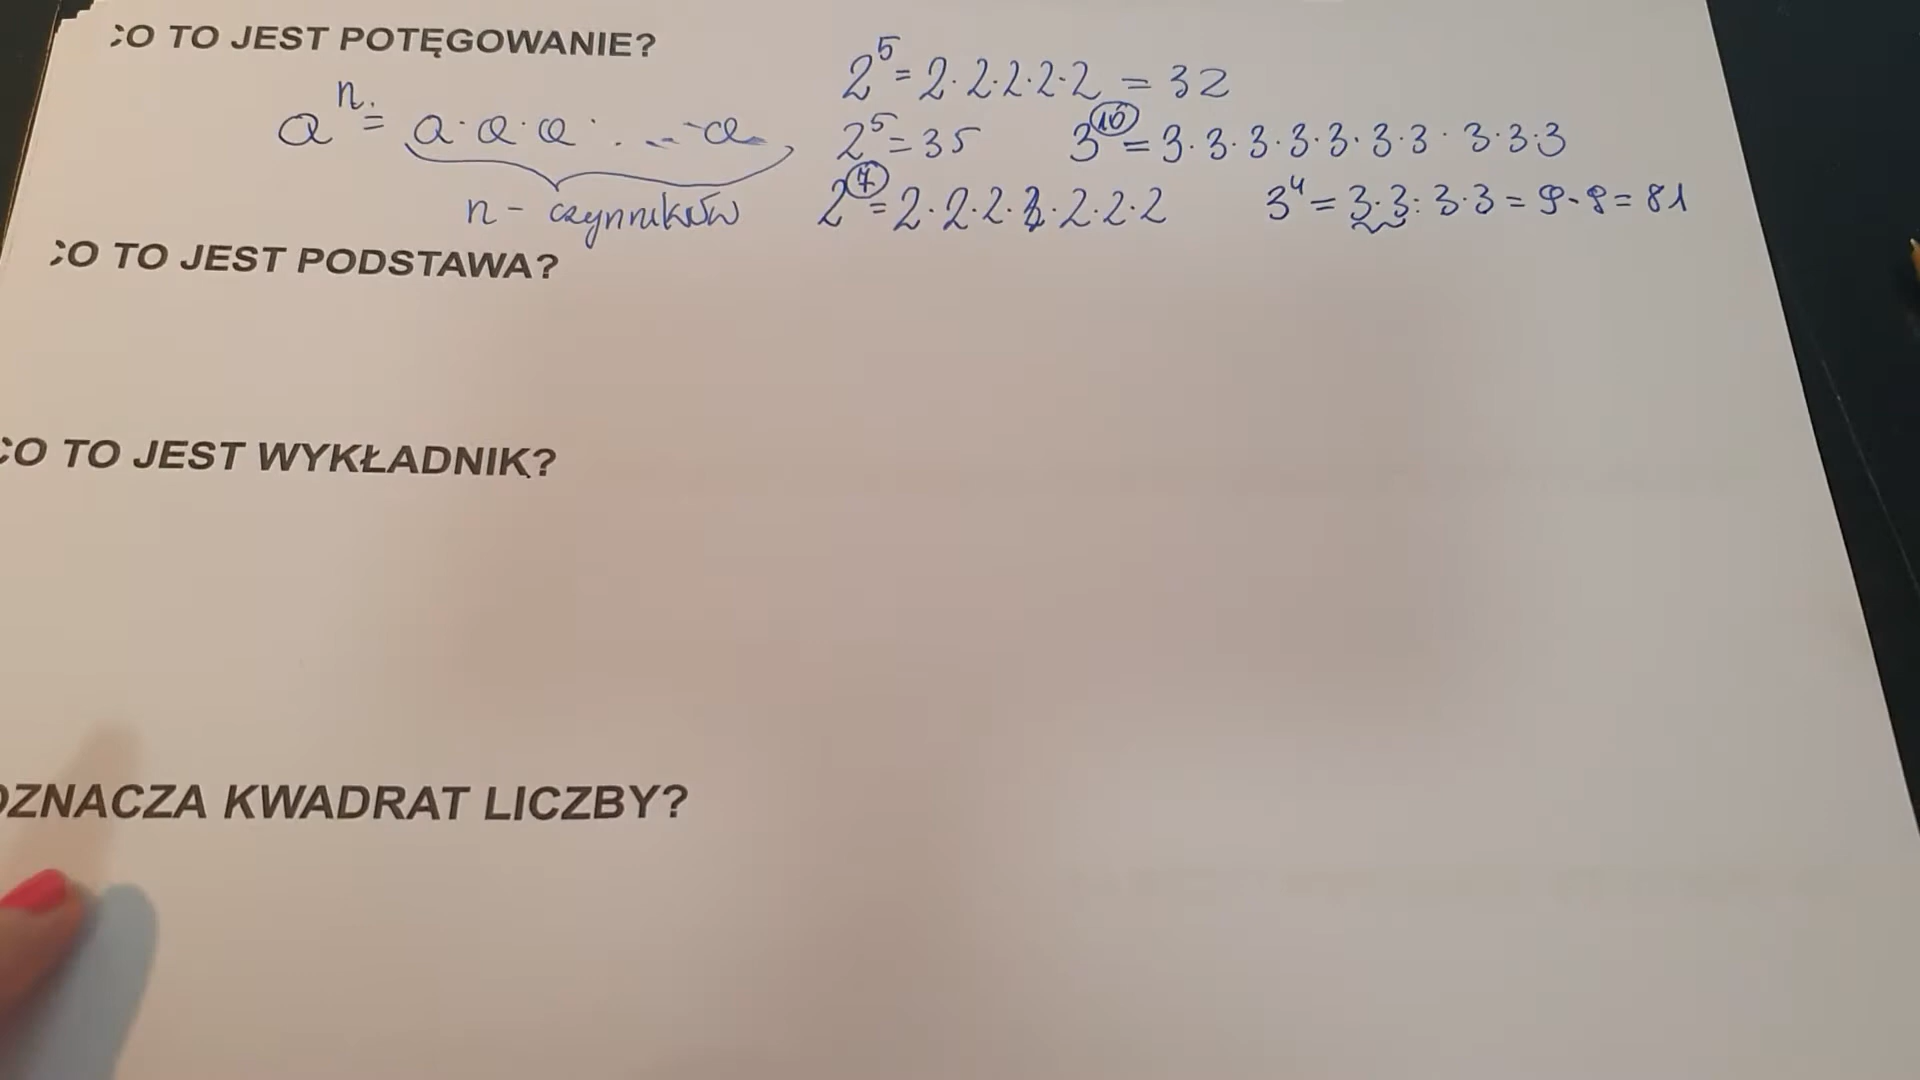 CO TO JEST POTĘGOWANIE?
2⁵ = 2·2·2·2·2 = 32
aⁿ = a·a·a·...·a
n - czynników
2⁵ = 35
3¹⁰ = 3·3·3·3·3·3·3·3·3·3
2⁷ = 2·2·2·2·2·2·2
3⁴ = 3·3·3·3 = 9·9 = 81
CO TO JEST PODSTAWA?
CO TO JEST WYKŁADNIK?
OZNACZA KWADRAT LICZBY?